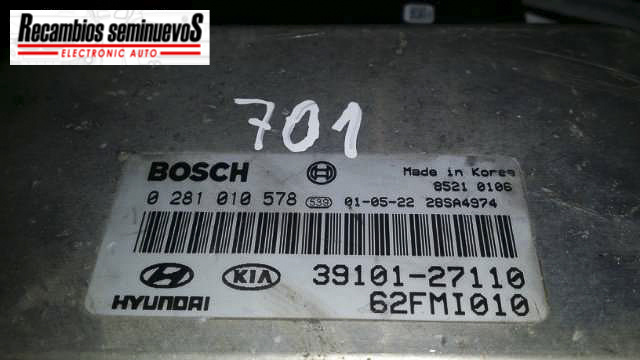 Recambios seminuevos
ELECTRONIC AUTO
701
BOSCH
Made in Korea
8521 0106
0 281 010 578 539 01-05-22 28SA4974
HYUNDAI KIA 39101-27110
62FMI010